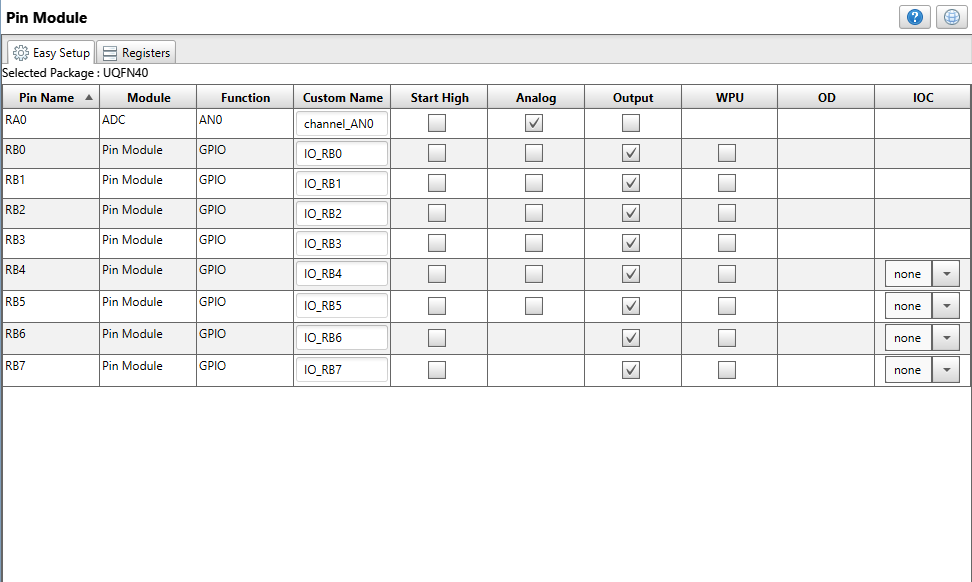 Pin Module
Easy Setup Registers
Selected Package : UQFN40
Pin Name Module Function Custom Name Start High Analog Output WPU OD IOC
RA0 ADC AN0 channel_AN0
RB0 Pin Module GPIO IO_RB0
RB1 Pin Module GPIO IO_RB1
RB2 Pin Module GPIO IO_RB2
RB3 Pin Module GPIO IO_RB3
RB4 Pin Module GPIO IO_RB4 none
RB5 Pin Module GPIO IO_RB5 none
RB6 Pin Module GPIO IO_RB6 none
RB7 Pin Module GPIO IO_RB7 none